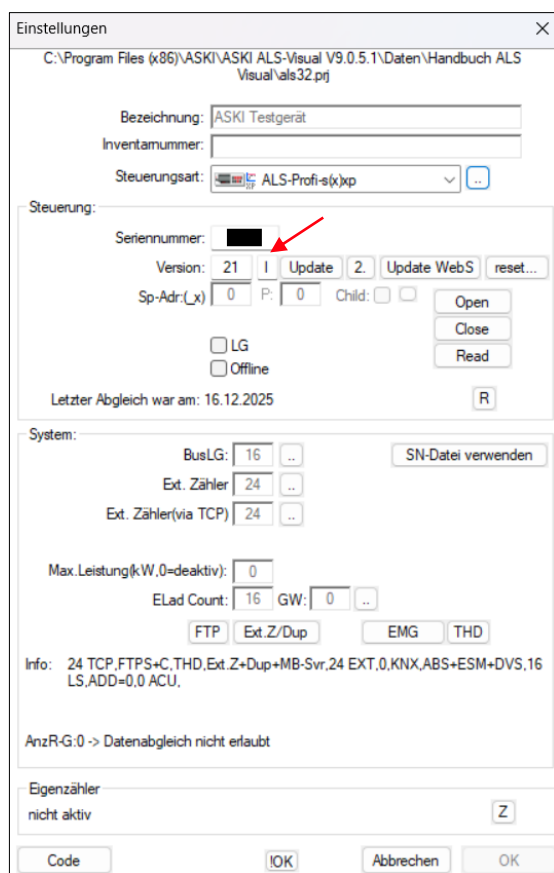 Einstellungen
C:\Program Files (x86)\ASKI\ASKI ALS-Visual V9.0.5.1\Daten\Handbuch ALS
Visual\als32.prj
Bezeichnung: ASKI Testgerät
Inventarnummer:
Steuerungsart: ALS-Profi-s(x)xp ..
Steuerung:
Seriennummer:
Version: 21 I Update 2. Update WebS reset...
Sp-Adr:(_x) 0 P: 0 Child: Open
Close
LG Read
Offline
Letzter Abgleich war am: 16.12.2025 R
System:
BusLG: 16 .. SN-Datei verwenden
Ext. Zähler 24 ..
Ext. Zähler(via TCP) 24 ..
Max.Leistung(kW,0=deaktiv): 0
ELad Count: 16 GW: 0 ..
FTP Ext.Z/Dup EMG THD
Info: 24 TCP,FTPS+C,THD,Ext.Z+Dup+MB-Svr,24 EXT,0,KNX,ABS+ESM+DVS,16
LS,ADD=0,0 ACU,
AnzR-G:0 -> Datenabgleich nicht erlaubt
Eigenzähler
nicht aktiv Z
Code !OK Abbrechen OK